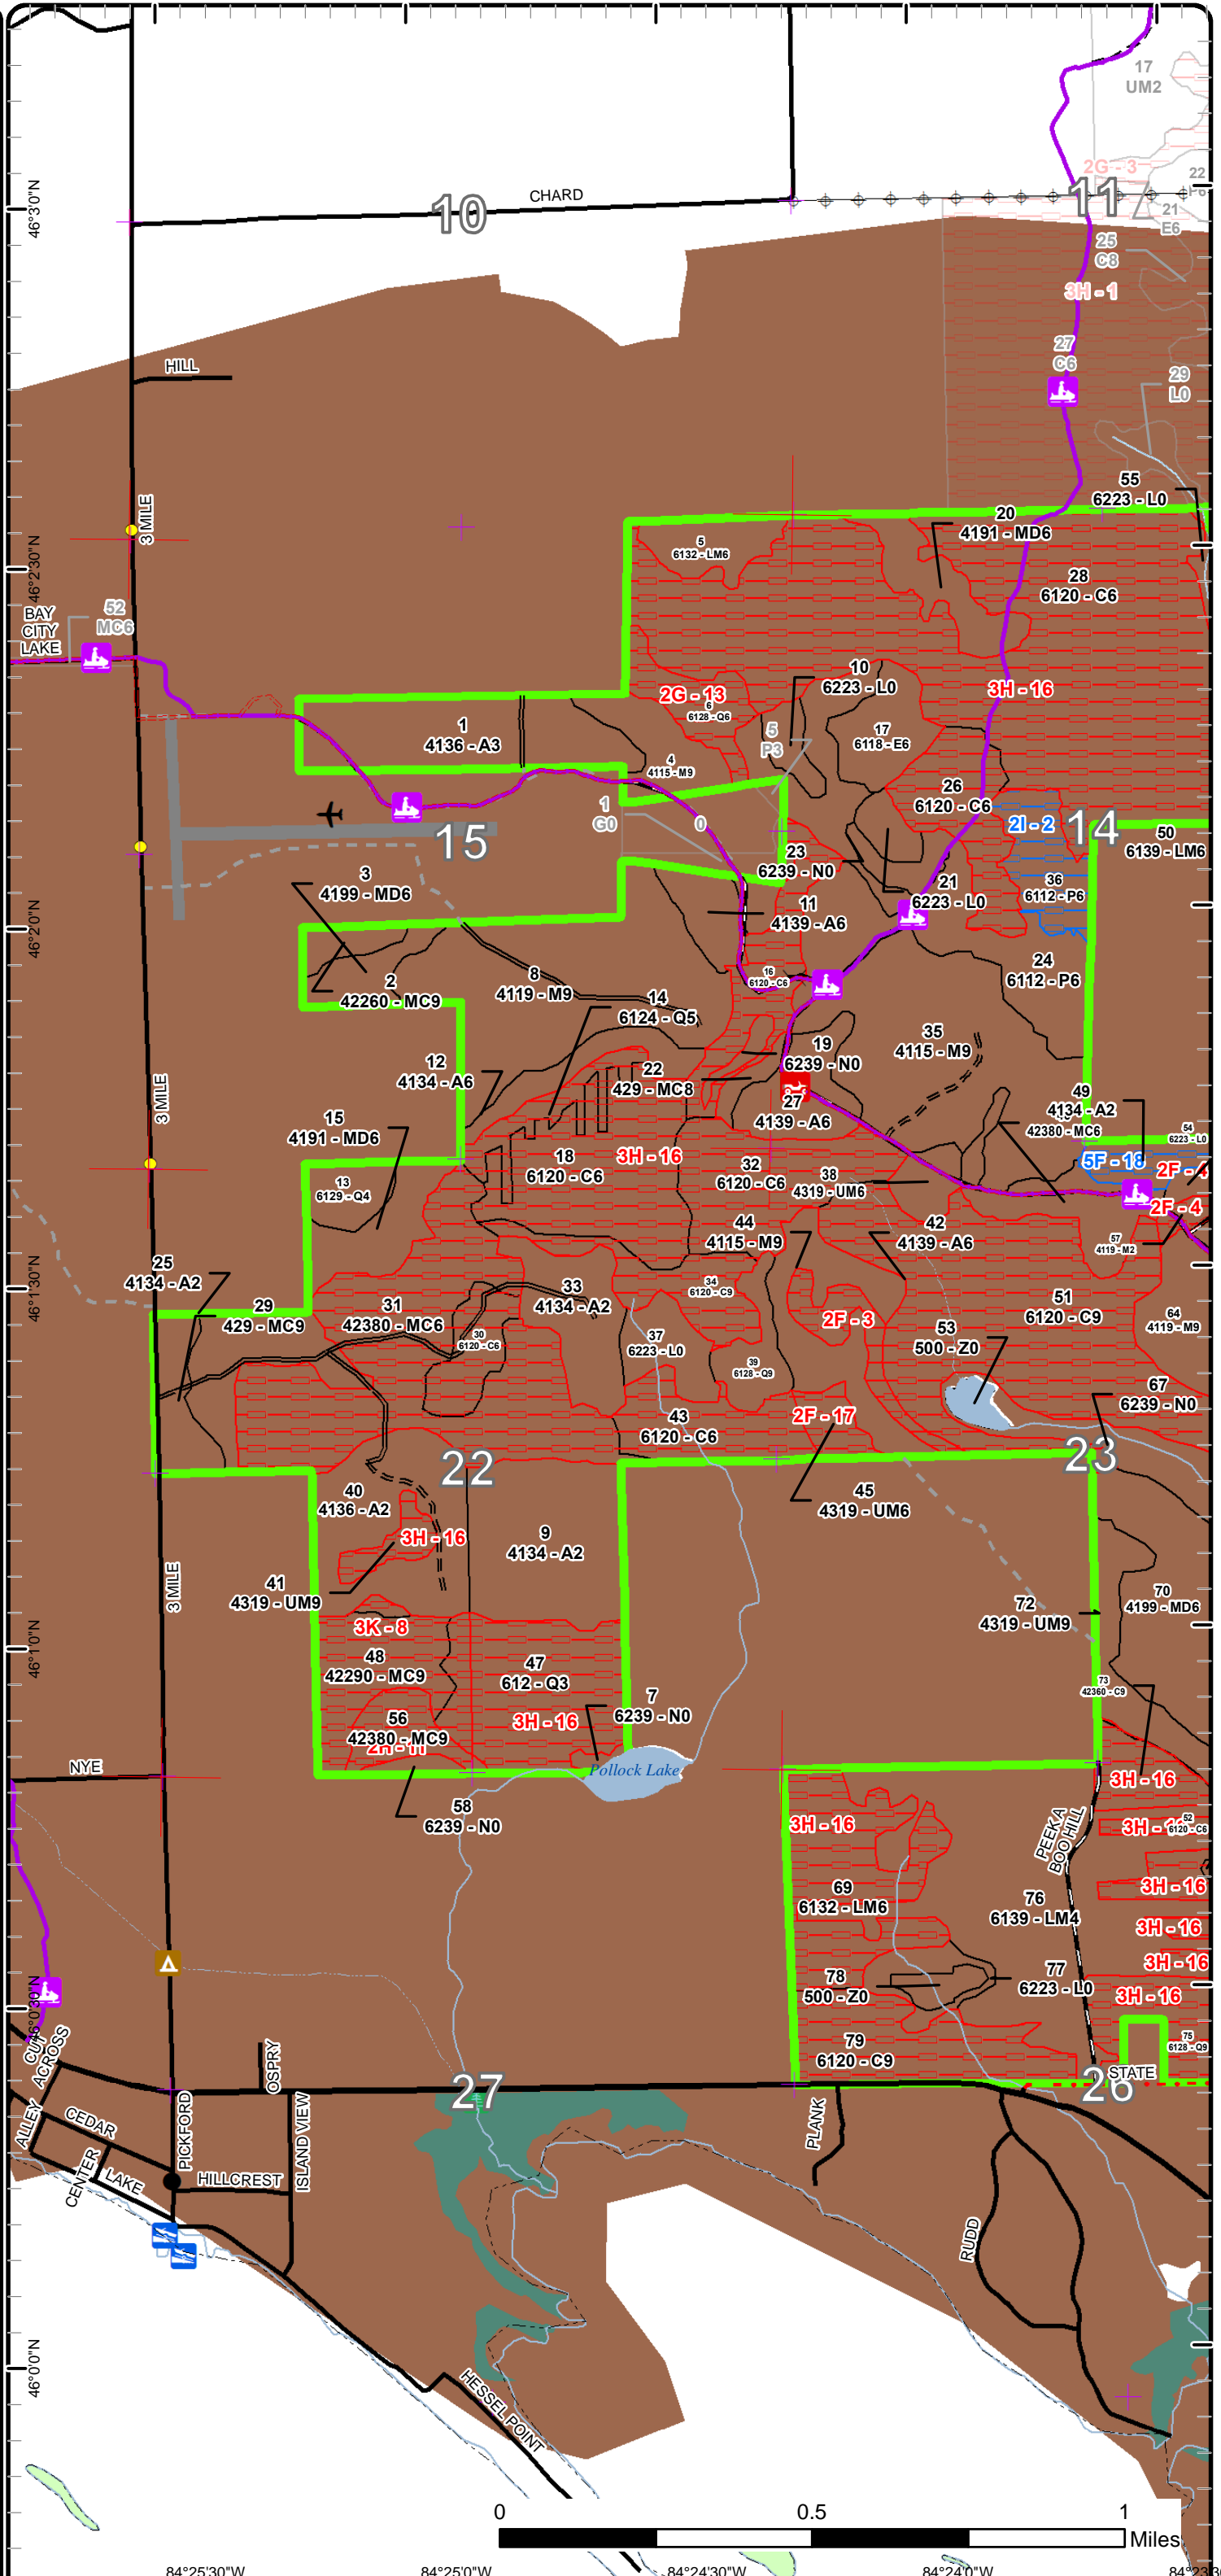 17
UM2
2G - 3
22
46°3'0"N
CHARD
10
11
21
E6
25
C8
3H - 1
27
C6
HILL
29
L0
55
6223 - L0
3 MILE
20
4191 - MD6
5
6132 - LM6
46°2'30"N
28
6120 - C6
BAY
CITY
LAKE
52
MC6
10
6223 - L0
2G - 13
3H - 16
6
6128 - Q6
1
4136 - A3
5
P3
17
6118 - E6
4
4115 - M9
26
6120 - C6
1
G0
0
2I - 2
14
15
50
6139 - LM6
23
6239 - N0
3
4199 - MD6
21
6223 - L0
36
6112 - P6
11
4139 - A6
46°2'0"N
2
42260 - MC9
8
4119 - M9
16
6120 - C6
24
6112 - P6
14
6124 - Q5
35
4115 - M9
19
6239 - N0
12
4134 - A6
22
429 - MC8
3 MILE
27
4139 - A6
49
4134 - A2
42380 - MC6
15
4191 - MD6
54
6223 - L0
18
6120 - C6
3H - 16
32
6120 - C6
5F - 18
13
6129 - Q4
38
4319 - UM6
2F - 4
44
4115 - M9
42
4139 - A6
57
4119 - M2
25
4134 - A2
46°1'30"N
33
4134 - A2
34
6120 - C9
29
429 - MC9
31
42380 - MC6
2F - 3
51
6120 - C9
64
4119 - M9
30
6120 - C6
37
6223 - L0
53
500 - Z0
39
6128 - Q9
67
6239 - N0
43
6120 - C6
2F - 17
22
23
40
4136 - A2
45
4319 - UM6
9
4134 - A2
3H - 16
3 MILE
41
4319 - UM9
70
4199 - MD6
72
4319 - UM9
46°1'0"N
3K - 8
48
42290 - MC9
47
612 - Q3
73
42360 - C9
7
6239 - N0
56
42380 - MC9
3H - 16
NYE
Pollock Lake
3H - 16
58
6239 - N0
3H - 16
52
6120 - C6
PEEK A
BOO HILL
69
6132 - LM6
3H - 16
76
6139 - LM4
3H - 16
3H - 16
78
500 - Z0
77
6223 - L0
3H - 16
46°0'30"N
CUT
ACROSS
79
6120 - C9
75
6128 - Q9
OSPRY
STATE
27
26
ALLEY
CEDAR
PICKFORD
ISLAND VIEW
PLANK
CENTER
LAKE
HILLCREST
RUDD
46°0'0"N
HESSEL POINT
0
0.5
1
Miles
84°25'30"W
84°25'0"W
84°24'30"W
84°24'0"W